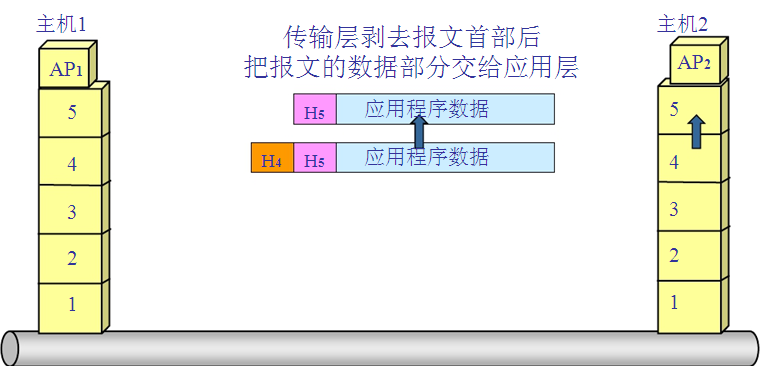 主机1
主机2
传输层剥去报文首部后
把报文的数据部分交给应用层
AP1
AP2
H5 应用程序数据
H4 H5 应用程序数据
5
4
3
2
1
5
4
3
2
1